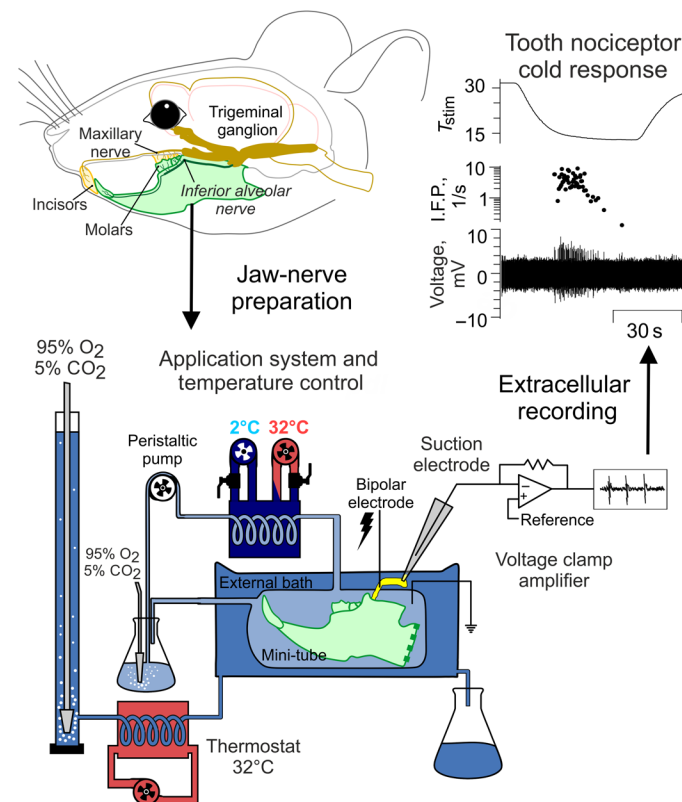 Tooth nociceptor
cold response
30
Tstim
15
Trigeminal
ganglion
Maxillary
nerve
Incisors
Molars
Inferior alveolar
nerve
10
1
I.F.P.,
1/s
10
0
−10
Voltage,
mV
30 s
Jaw-nerve
preparation
95% O2
5% CO2
Application system and
temperature control
Extracellular
recording
2°C 32°C
Peristaltic
pump
Suction
electrode
Bipolar
electrode
−
+
Reference
Voltage clamp
amplifier
95% O2
5% CO2
External bath
Mini-tube
Thermostat
32°C